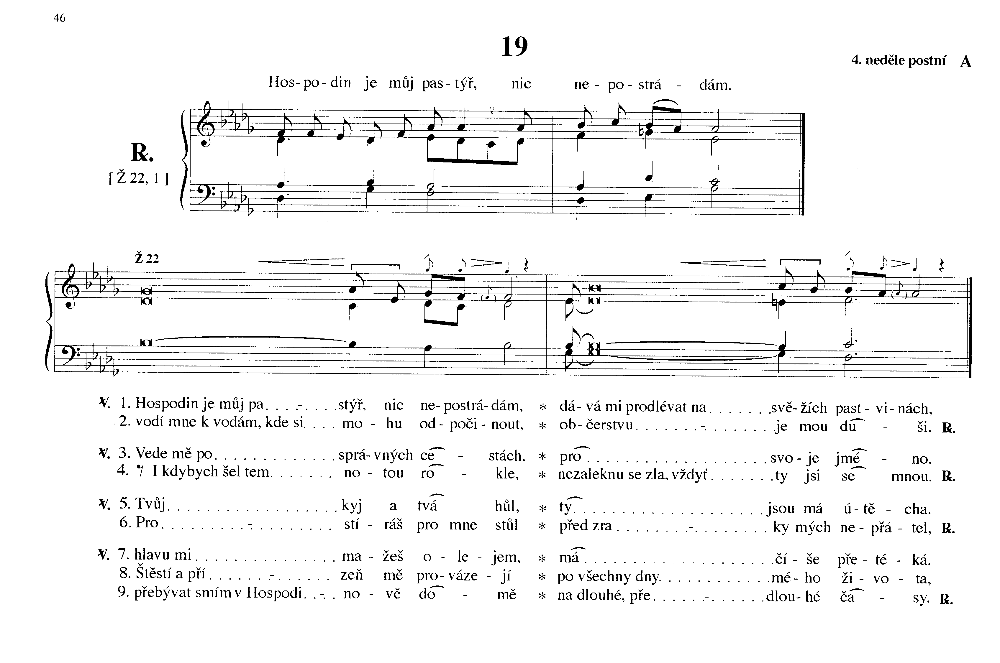 46
19
4. neděle postní A
Hos-po-din je můj pas-týř, nic ne-po-strá-dám.
℟.
[ Ž 22, 1 ]
Ž 22
℣. 1. Hospodin je můj pa. . . .-. . . .stýř, nic ne-postrá-dám, * dá-vá mi prodlévat na. . . . . . .svě-žích past-vi-nách,
2. vodí mne k vodám, kde si. . . . mo-hu od-poči-nout, * ob-čerstvu. . . . . . .-. . . . . . .je mou du - ši. ℟.
℣. 3. Vede mě po. . . . . . . . . . . . .sprá-vných ce - stách, * pro . . . . . . . . . . . . . . . . . . . svo-je jmé - no.
4. I kdybych šel tem. . . . . . . no-tou ro - kle, * nezaleknu se zla, vždyť. . . . . . .ty jsi se mnou. ℟.
℣. 5. Tvůj. . . . . . . . . . . . . . . . . . kyj a tvá hůl, * ty. . . . . . . . . . . . . . . . . . . . jsou má ú-tě-cha.
6. Pro. . . . . . . . .-. . . . . . . . . stí-ráš pro mne stůl * před zra. . . . . . . .-. . . . . . . . ky mých ne-přá-tel, ℟.
℣. 7. hlavu mi. . . . . . . . . . . . . . . ma-žeš o-le-jem, * má. . . . . . . . . . . . . . . . . . . .čí-še pře-té-ká.
8. Štěstí a pří. . . . . . .-. . . . . . zeň mě pro-váze-jí * po všechny dny. . . . . . . . . . . .mé-ho ži-vo-ta,
9. přebývat smím v Hospodi. . .-. . no-vě do - mě * na dlouhé, pře. . . . . .-. . . . . .dlou-hé ča - sy. ℟.